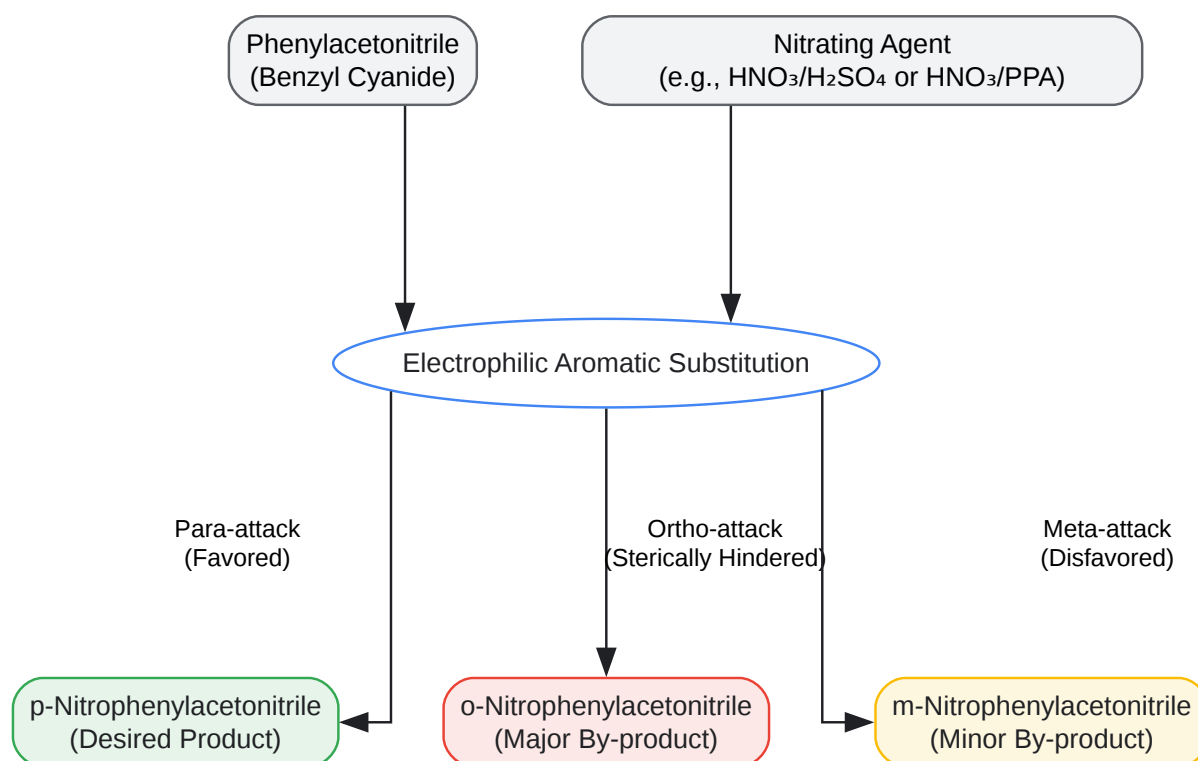 Phenylacetonitrile
(Benzyl Cyanide)
Nitrating Agent
(e.g., HNO₃/H₂SO₄ or HNO₃/PPA)
Electrophilic Aromatic Substitution
Para-attack
(Favored)
Ortho-attack
(Sterically Hindered)
Meta-attack
(Disfavored)
p-Nitrophenylacetonitrile
(Desired Product)
o-Nitrophenylacetonitrile
(Major By-product)
m-Nitrophenylacetonitrile
(Minor By-product)